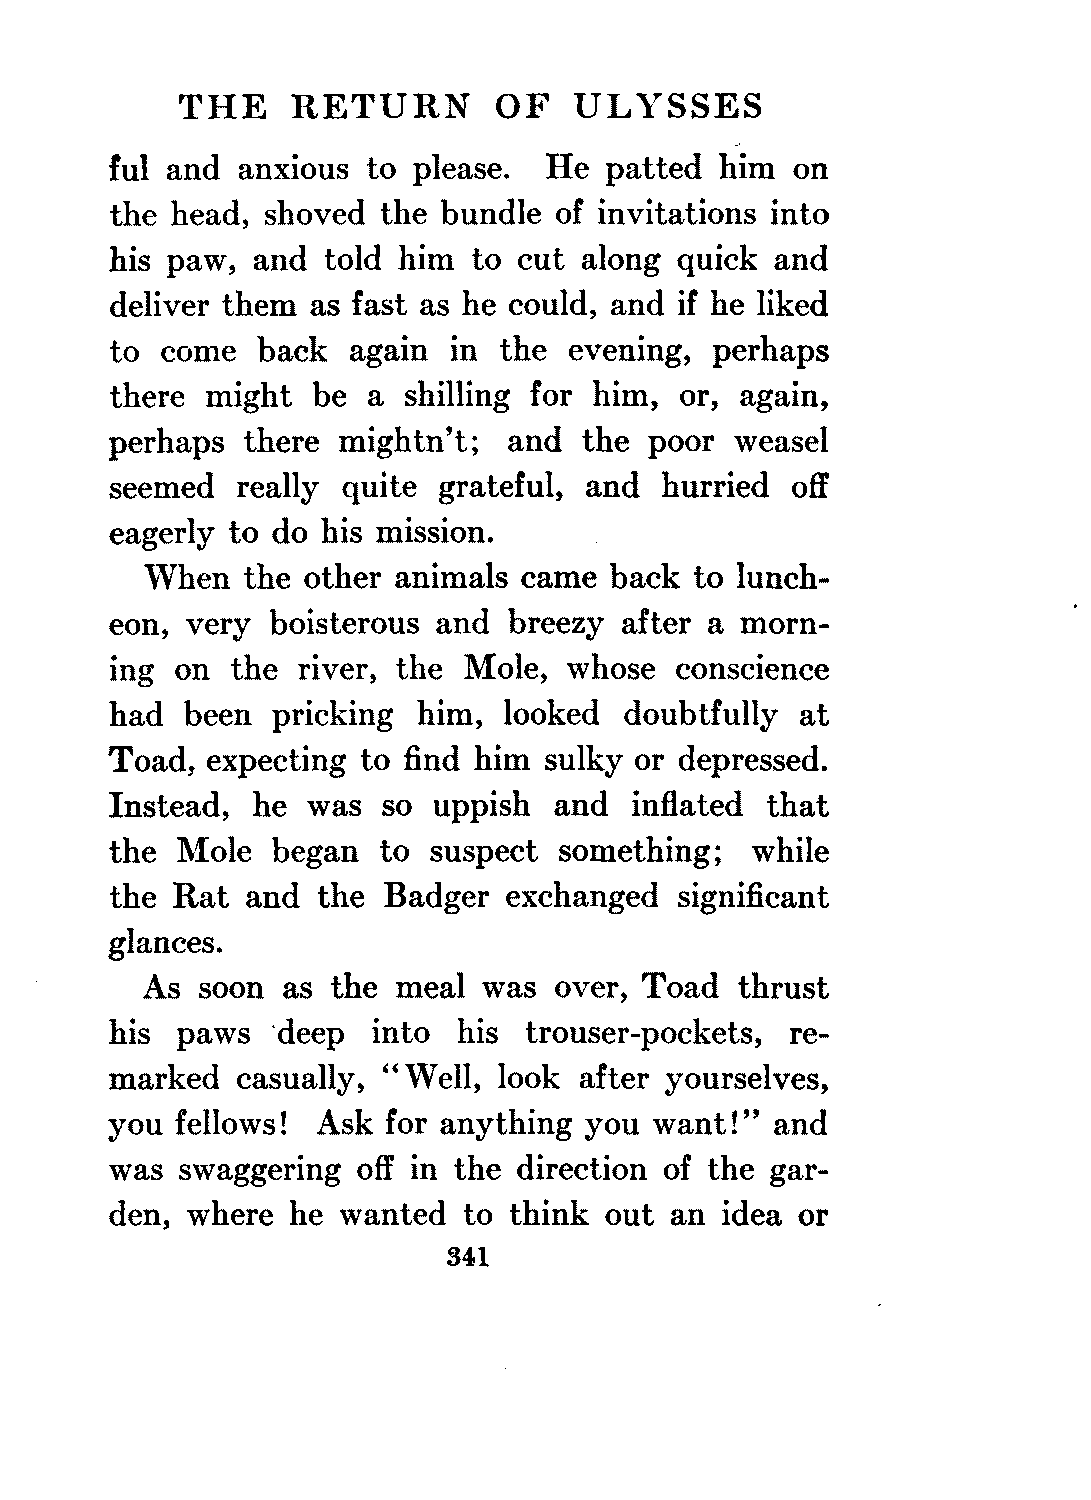 THE RETURN OF ULYSSES
ful and anxious to please. He patted him on
the head, shoved the bundle of invitations into
his paw, and told him to cut along quick and
deliver them as fast as he could, and if he liked
to come back again in the evening, perhaps
there might be a shilling for him, or, again,
perhaps there mightn't; and the poor weasel
seemed really quite grateful, and hurried off
eagerly to do his mission.
When the other animals came back to lunch-
eon, very boisterous and breezy after a morn-
ing on the river, the Mole, whose conscience
had been pricking him, looked doubtfully at
Toad, expecting to find him sulky or depressed.
Instead, he was so uppish and inflated that
the Mole began to suspect something; while
the Rat and the Badger exchanged significant
glances.
As soon as the meal was over, Toad thrust
his paws deep into his trouser-pockets, re-
marked casually, "Well, look after yourselves,
you fellows! Ask for anything you want!" and
was swaggering off in the direction of the gar-
den, where he wanted to think out an idea or
341